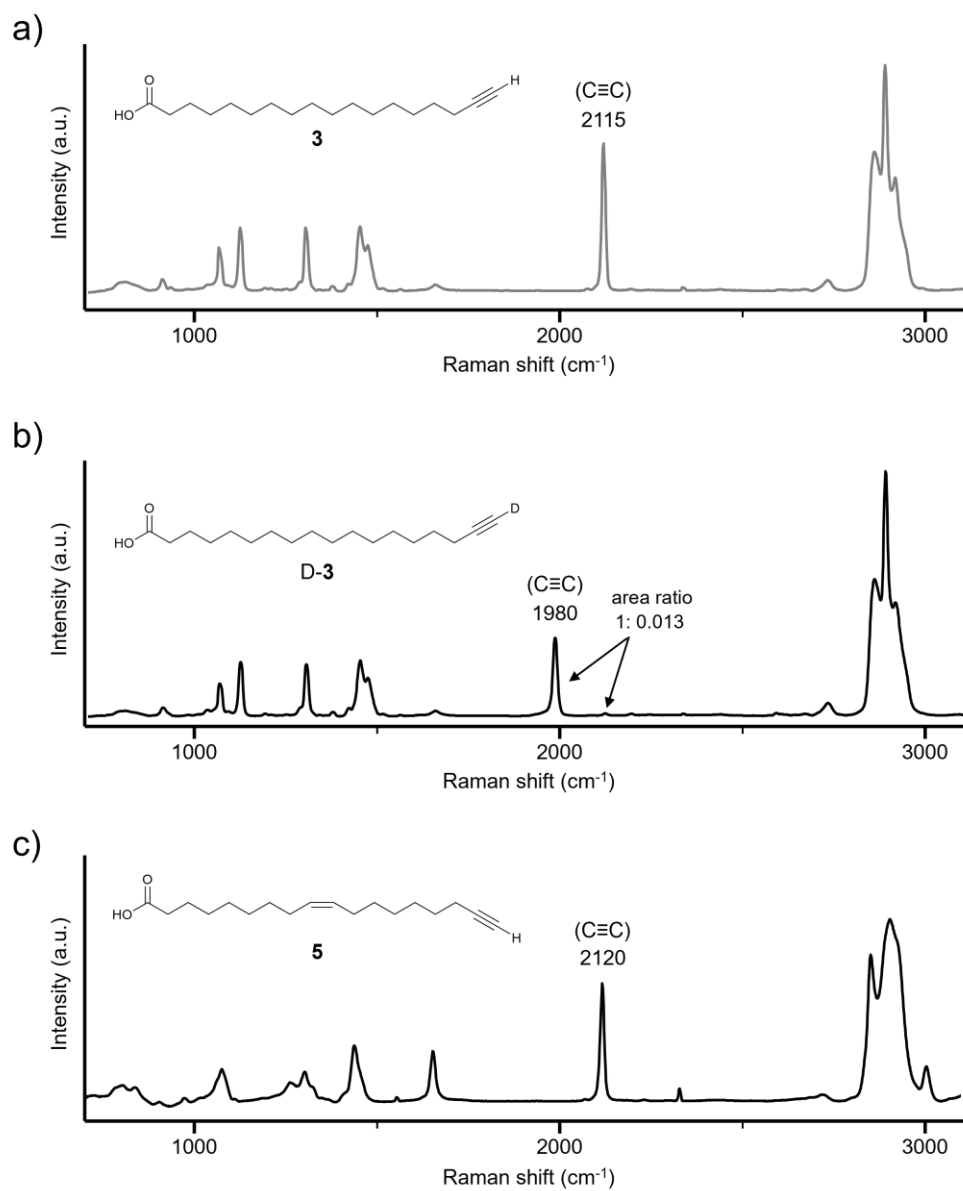 a)
Intensity (a.u.)
O
HO
H
3
(C≡C)
2115
1000
2000
3000
Raman shift (cm⁻¹)
b)
Intensity (a.u.)
O
HO
D
D-3
(C≡C)
1980
area ratio
1: 0.013
1000
2000
3000
Raman shift (cm⁻¹)
c)
Intensity (a.u.)
O
HO
H
5
(C≡C)
2120
1000
2000
3000
Raman shift (cm⁻¹)